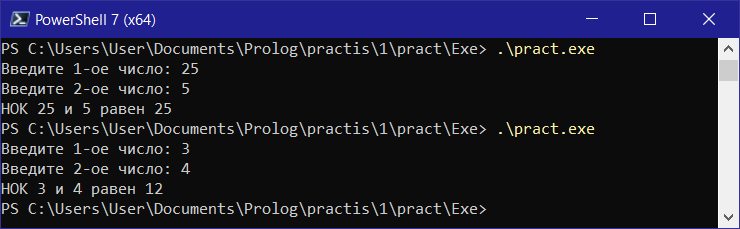 PowerShell 7 (x64)
PS C:\Users\User\Documents\Prolog\practis\1\pract\Exe> .\pract.exe
Введите 1-ое число: 25
Введите 2-ое число: 5
НОК 25 и 5 равен 25
PS C:\Users\User\Documents\Prolog\practis\1\pract\Exe> .\pract.exe
Введите 1-ое число: 3
Введите 2-ое число: 4
НОК 3 и 4 равен 12
PS C:\Users\User\Documents\Prolog\practis\1\pract\Exe>